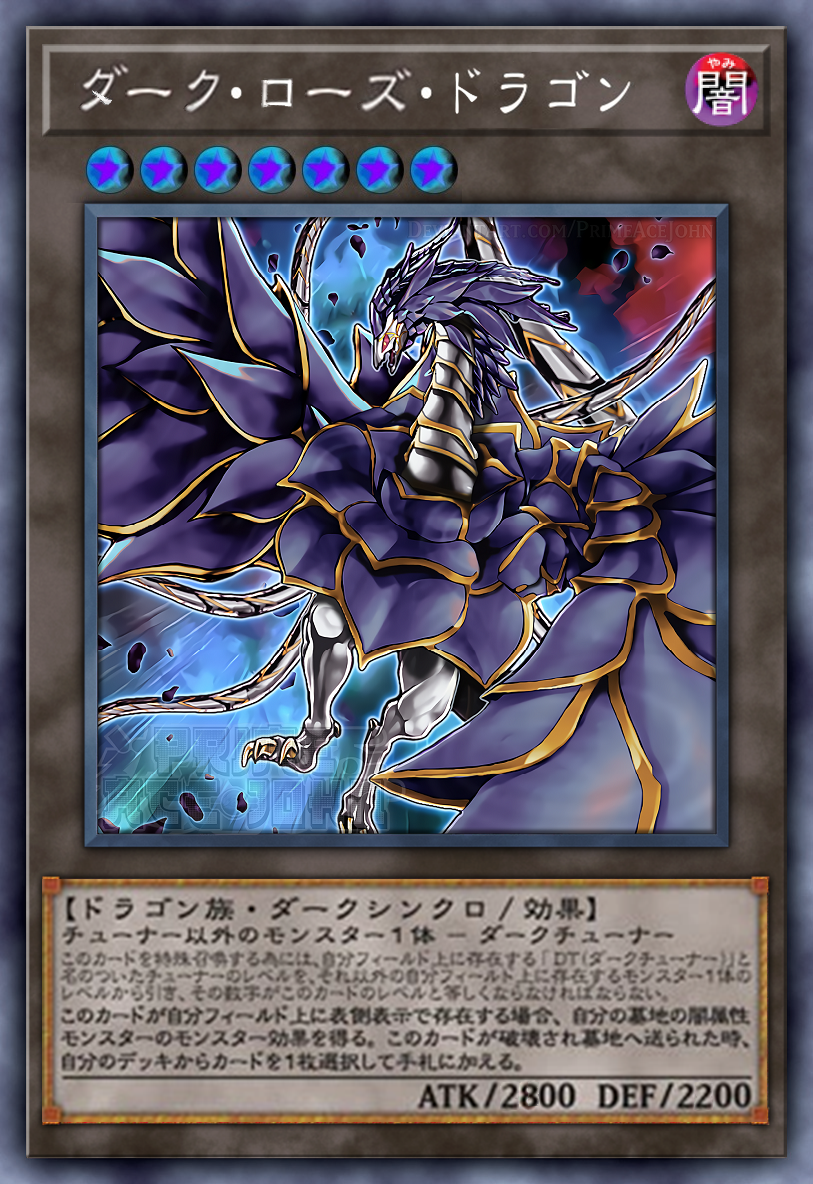 ダーク・ローズ・ドラゴン
やみ
闇
DeviantArt.com/PrimeAceJohn
PRIME
ACE JOHN
【ドラゴン族・ダークシンクロ/効果】
チューナー以外のモンスター1体 − ダークチューナー
このカードを特殊召喚する為には、自分フィールド上に存在する「DT(ダークチューナー)」と
名のついたチューナーのレベルを、それ以外の自分フィールド上に存在するモンスター1体の
レベルから引き、その数字がこのカードのレベルと等しくならなければならない。
このカードが自分フィールド上に表側表示で存在する場合、自分の墓地の闇属性
モンスターのモンスター効果を得る。このカードが破壊され墓地へ送られた時、
自分のデッキからカードを1枚選択して手札に加える。
ATK/2800 DEF/2200